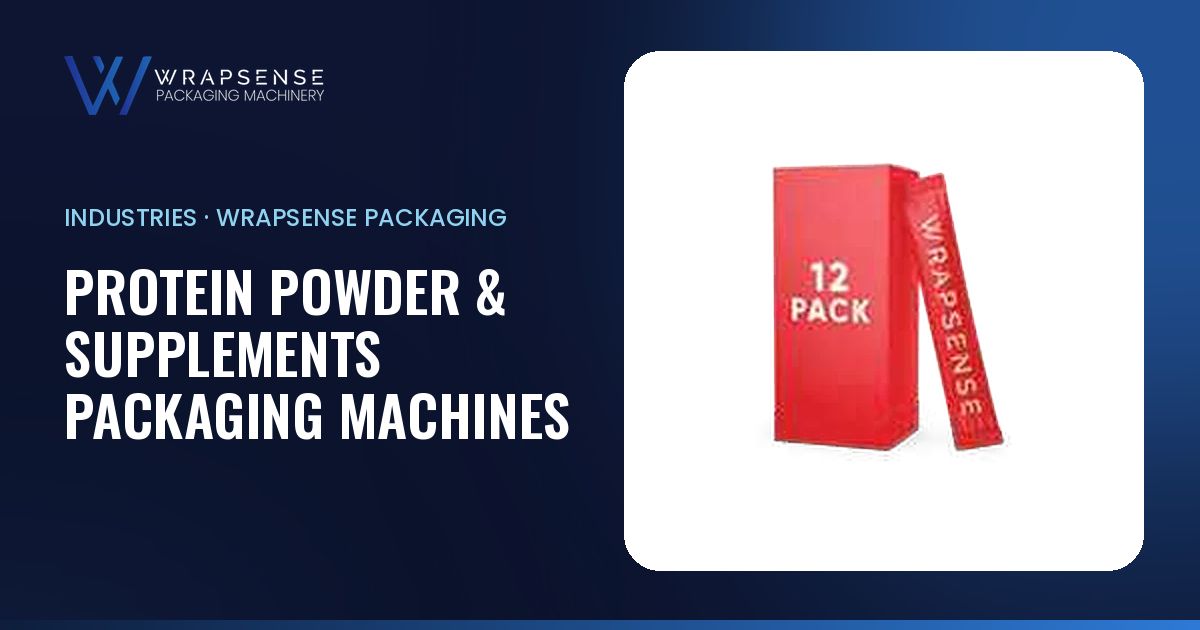 WRAPSENSE
PACKAGING MACHINERY
INDUSTRIES · WRAPSENSE PACKAGING
PROTEIN POWDER &
SUPPLEMENTS
PACKAGING MACHINES
12
PACK
WRAPSENSE